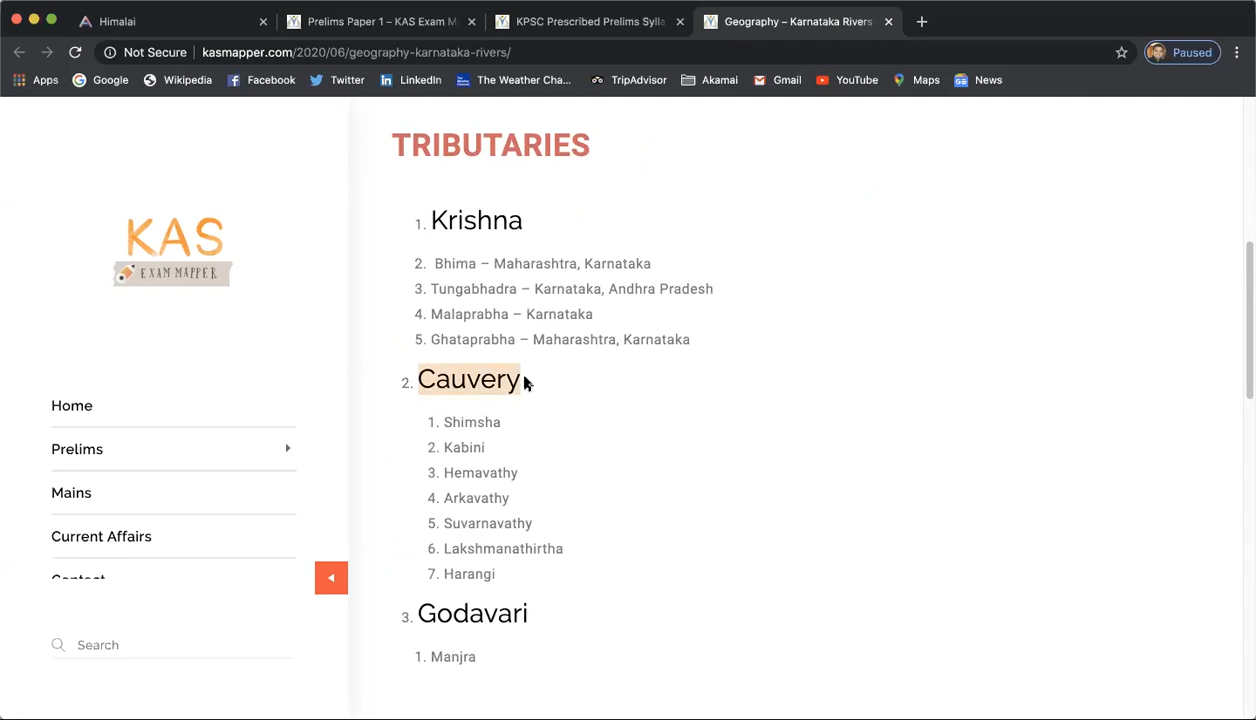 Himalai
Prelims Paper 1 – KAS Exam M
KPSC Prescribed Prelims Sylla
Geography – Karnataka Rivers
Not Secure kasmapper.com/2020/06/geography-karnataka-rivers/
Paused
Apps Google Wikipedia Facebook Twitter LinkedIn The Weather Cha... TripAdvisor Akamai Gmail YouTube Maps News
KAS
EXAM MAPPER
Home
Prelims
Mains
Current Affairs
Contact
Search
TRIBUTARIES
1. Krishna
2. Bhima – Maharashtra, Karnataka
3. Tungabhadra – Karnataka, Andhra Pradesh
4. Malaprabha – Karnataka
5. Ghataprabha – Maharashtra, Karnataka
2. Cauvery
1. Shimsha
2. Kabini
3. Hemavathy
4. Arkavathy
5. Suvarnavathy
6. Lakshmanathirtha
7. Harangi
3. Godavari
1. Manjra